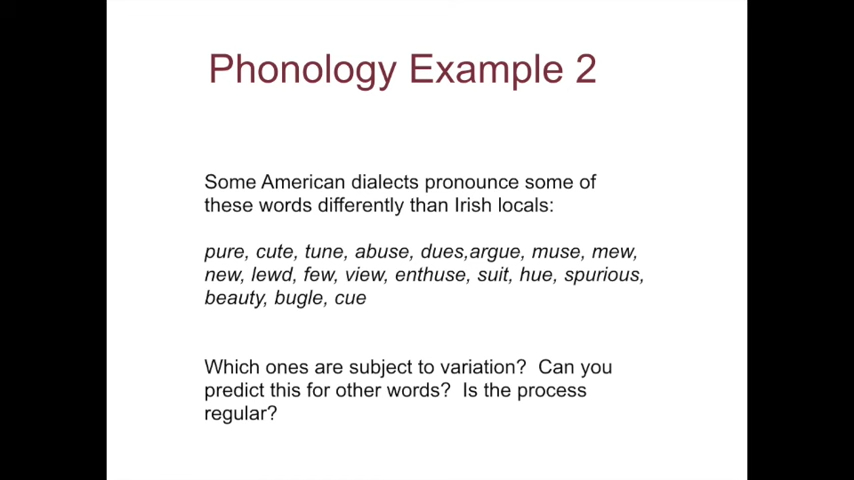 Phonology Example 2
Some American dialects pronounce some of
these words differently than Irish locals:
pure, cute, tune, abuse, dues,argue, muse, mew,
new, lewd, few, view, enthuse, suit, hue, spurious,
beauty, bugle, cue
Which ones are subject to variation? Can you
predict this for other words? Is the process
regular?